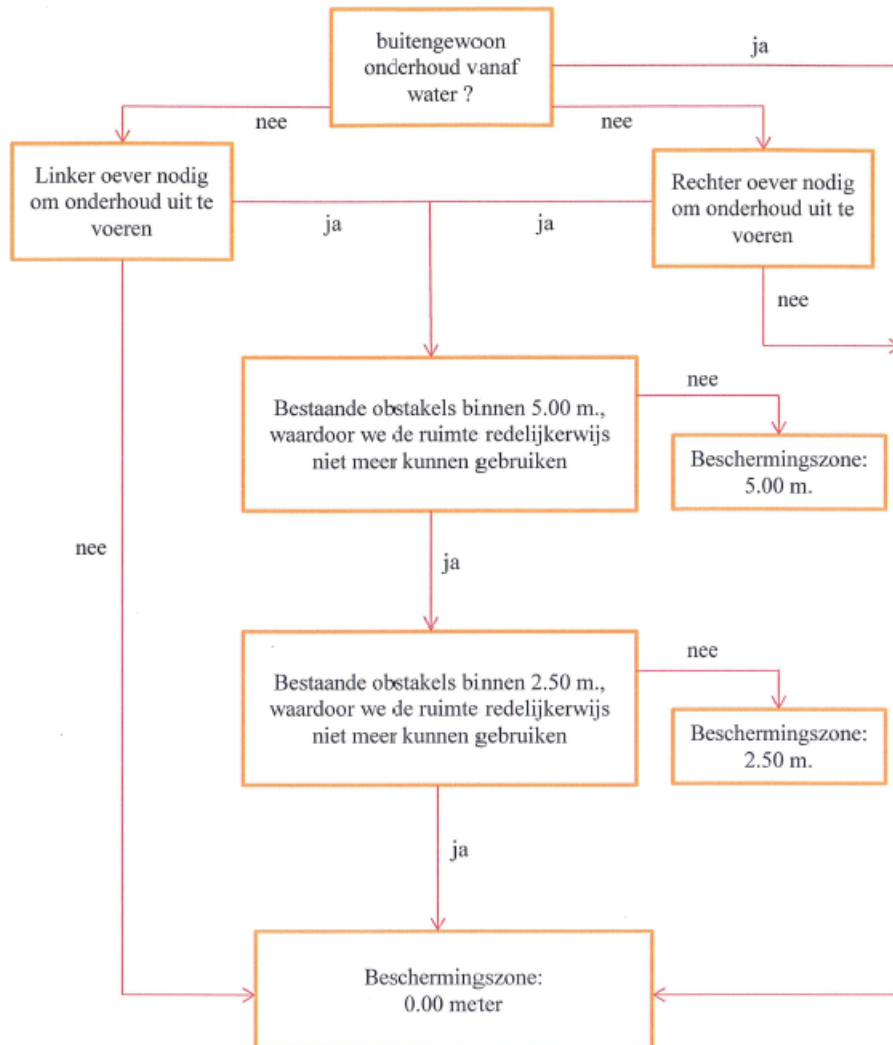 buitengewoon
onderhoud vanaf
water ?
ja
nee
nee
Linker oever nodig
om onderhoud uit te
voeren
Rechter oever nodig
om onderhoud uit te
voeren
ja
ja
nee
Bestaande obstakels binnen 5.00 m.,
waardoor we de ruimte redelijkerwijs
niet meer kunnen gebruiken
nee
Beschermingszone:
5.00 m.
nee
ja
Bestaande obstakels binnen 2.50 m.,
waardoor we de ruimte redelijkerwijs
niet meer kunnen gebruiken
nee
Beschermingszone:
2.50 m.
ja
Beschermingszone:
0.00 meter